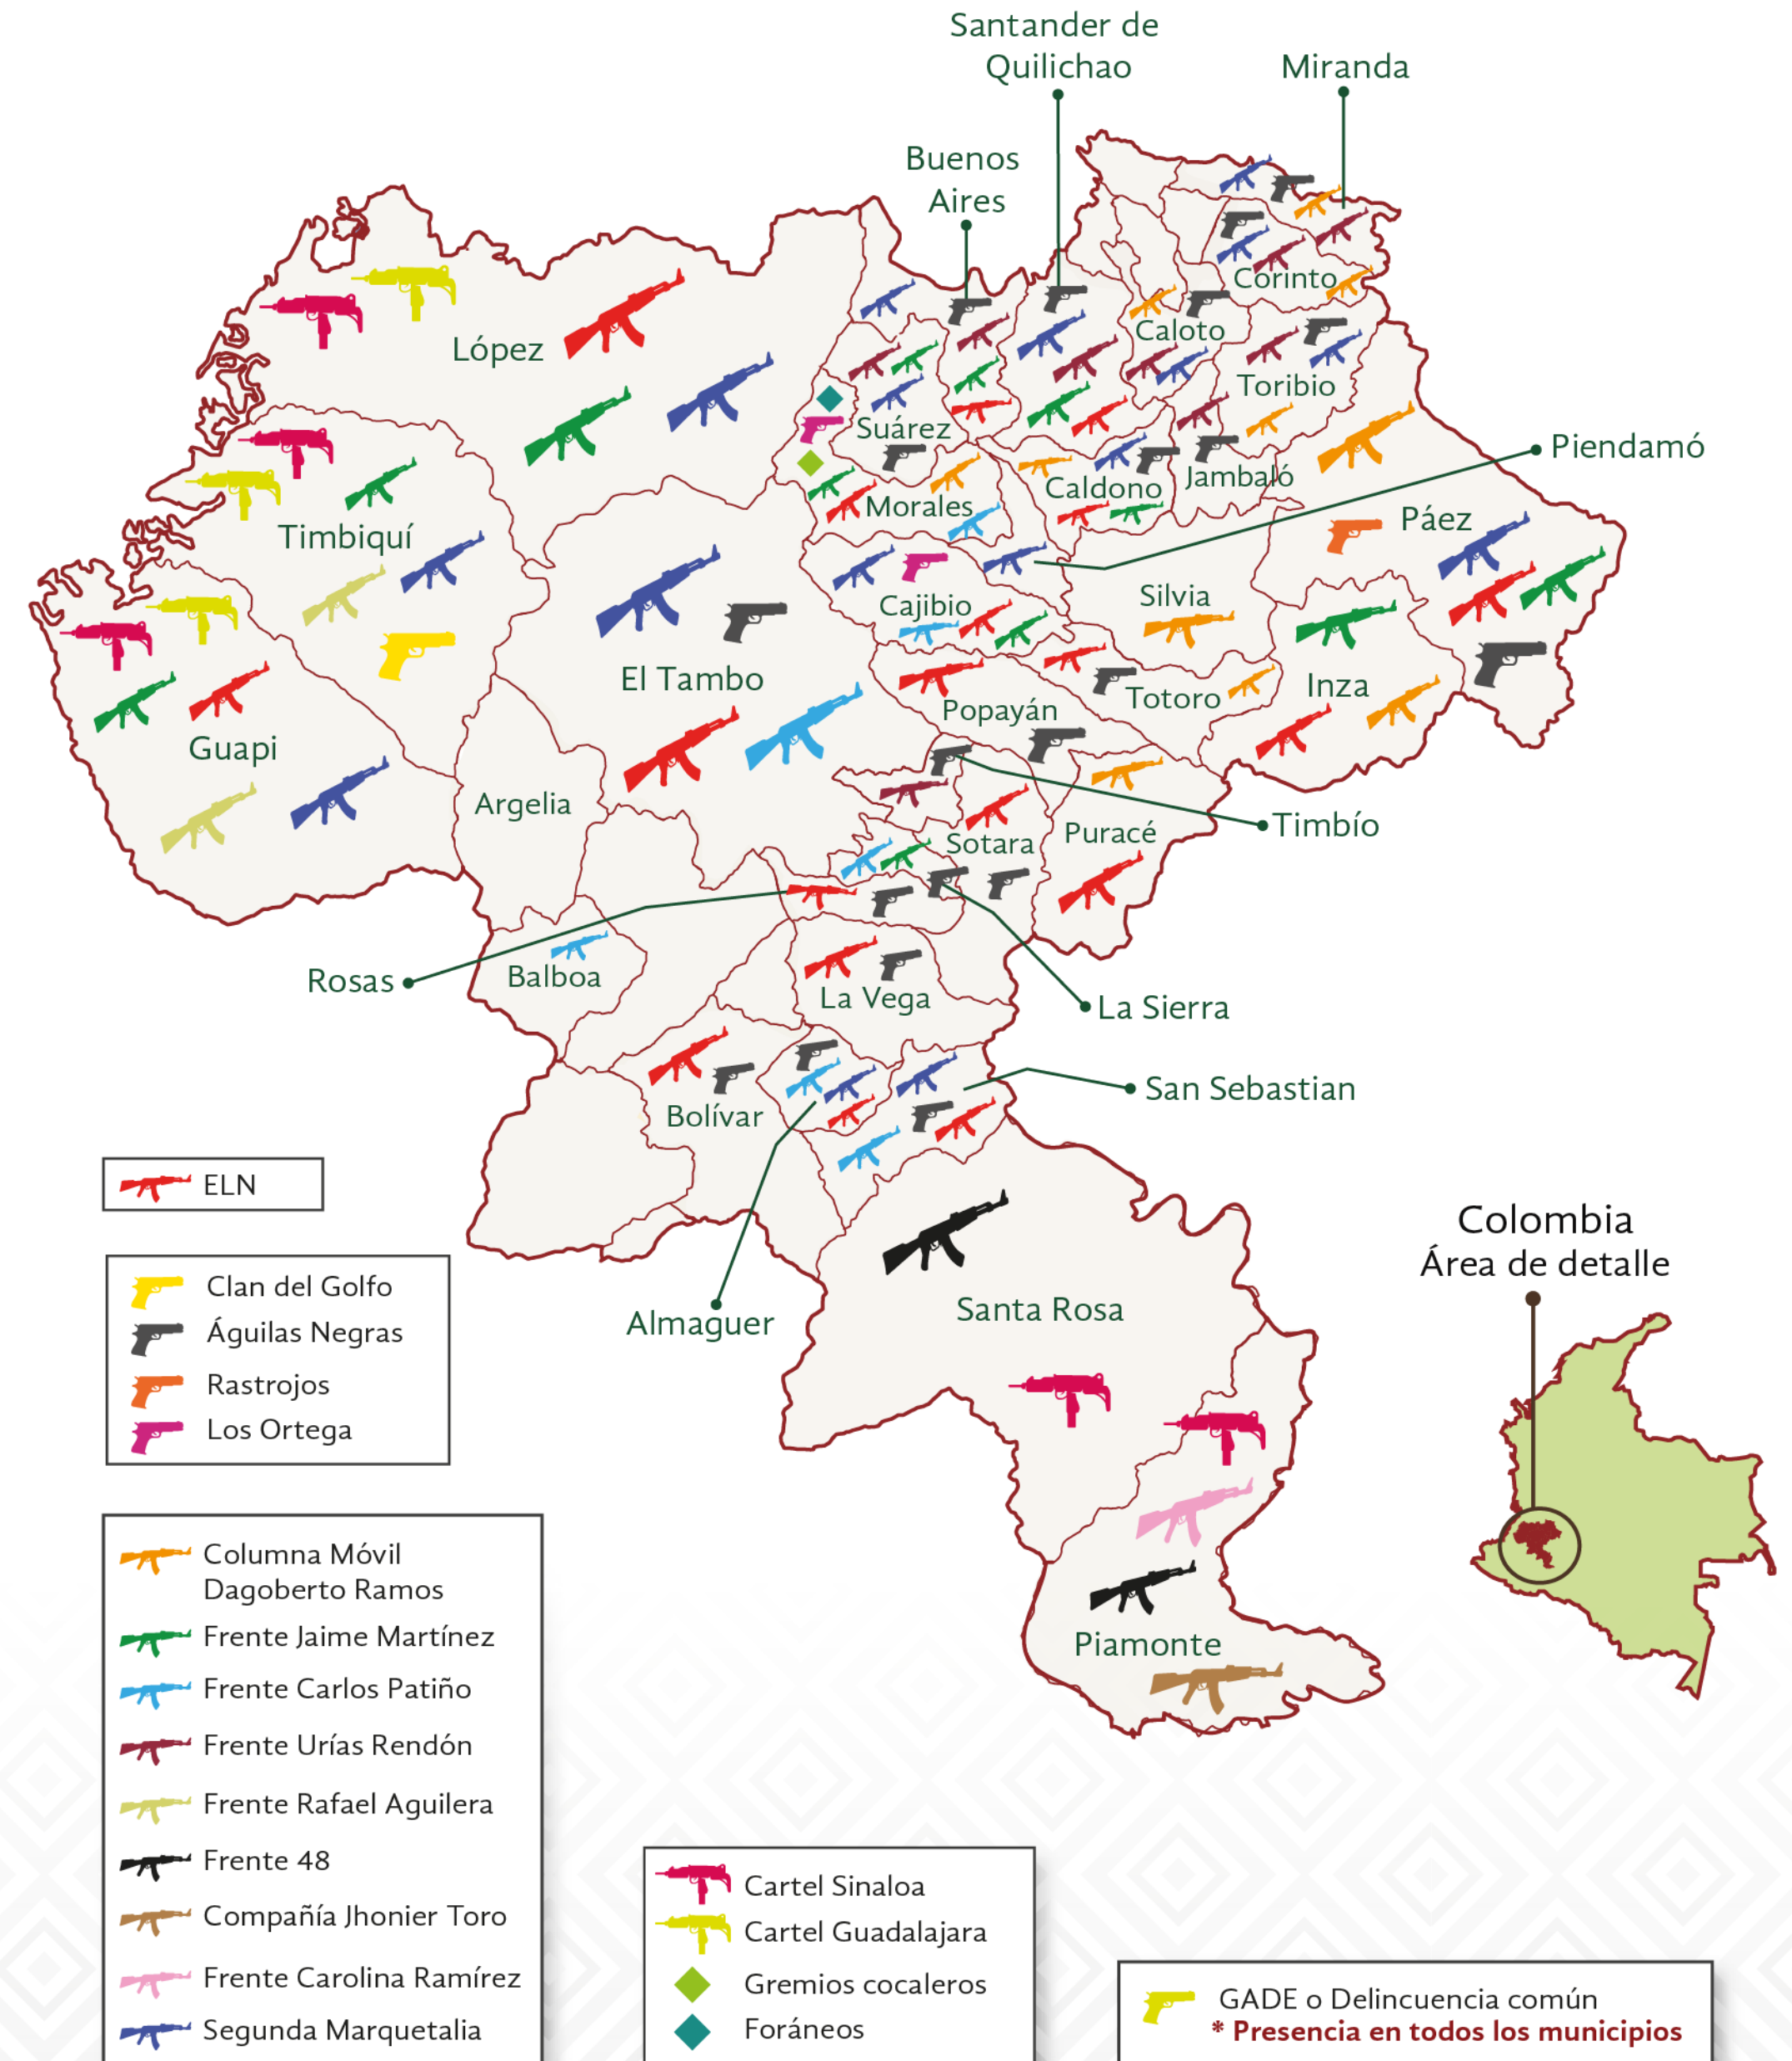 Santander de
Quilichao
Miranda
Buenos
Aires
Corinto
López
Caloto
Toribio
Suárez
Piendamó
Jambaló
Caldono
Morales
Páez
Timbiquí
Silvia
Cajibio
El Tambo
Inza
Totoro
Popayán
Guapi
Argelia
Timbío
Puracé
Sotara
Rosas
Balboa
La Vega
La Sierra
San Sebastian
Bolívar
ELN
Colombia
Área de detalle
Clan del Golfo
Santa Rosa
Almaguer
Águilas Negras
Rastrojos
Los Ortega
Columna Móvil
Dagoberto Ramos
Frente Jaime Martínez
Piamonte
Frente Carlos Patiño
Frente Urías Rendón
Frente Rafael Aguilera
Frente 48
Compañía Jhonier Toro
Frente Carolina Ramírez
Segunda Marquetalia
Cartel Sinaloa
Cartel Guadalajara
Gremios cocaleros
Foráneos
GADE o Delincuencia común
* Presencia en todos los municipios